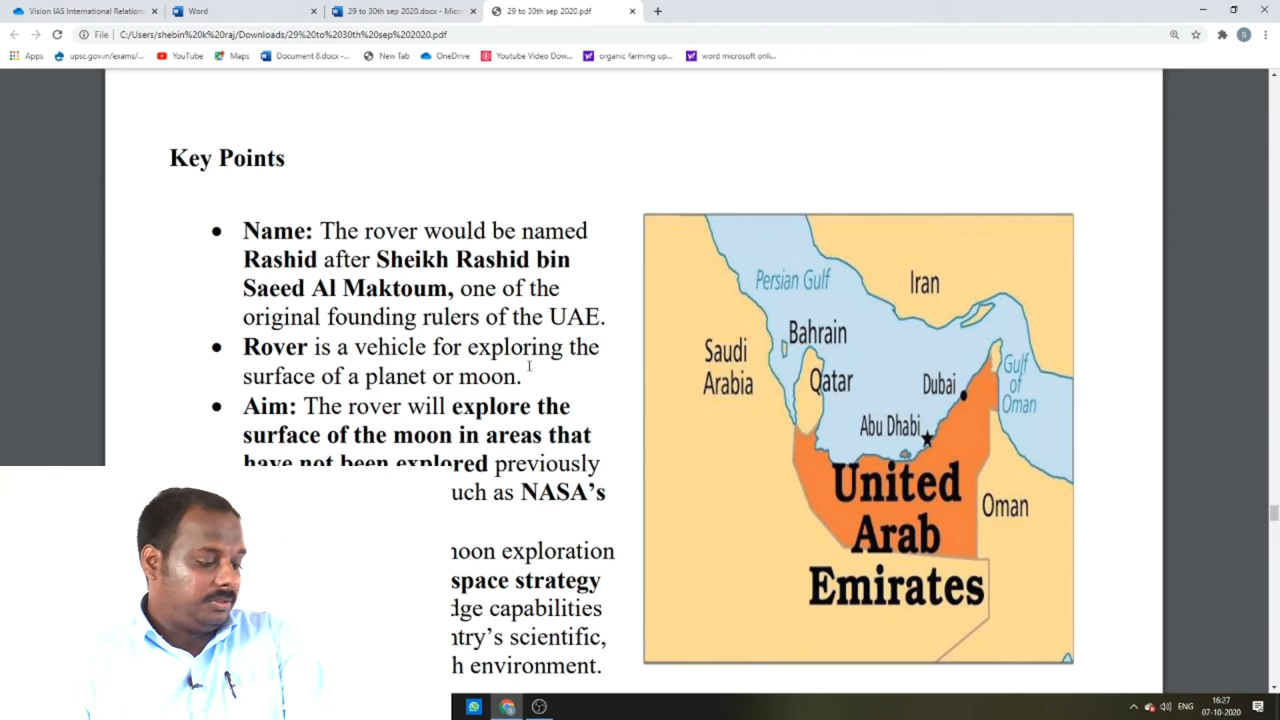 Vision IAS International Relation
Word
29 to 30th sep 2020.docx - Micro
29 to 30th sep 2020.pdf
File
C:/Users/shebin%20k%20raj/Downloads/29%20to%2030th%20sep%202020.pdf
S
Apps
upsc.gov.in/exams/...
YouTube
Maps
Document 8.docx -...
New Tab
OneDrive
Youtube Video Dow...
organic farming up...
word microsoft onli...
Key Points
Name: The rover would be named
Rashid after Sheikh Rashid bin
Saeed Al Maktoum, one of the
original founding rulers of the UAE.
Rover is a vehicle for exploring the
surface of a planet or moon.
Aim: The rover will explore the
surface of the moon in areas that
have not been explored previously
uch as NASA's
oon exploration
space strategy
dge capabilities
ntry's scientific,
h environment.
Persian Gulf
Iran
Bahrain
Saudi
Arabia
Qatar
Dubai
Gulf
of
Oman
Abu Dhabi
United
Arab
Emirates
Oman
ENG
16:27
07-10-2020